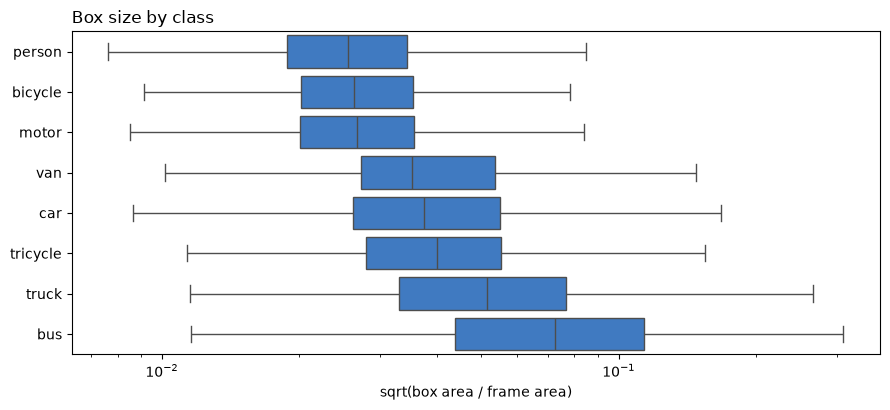 Box size by class
person
bicycle
motor
van
car
tricycle
truck
bus
10⁻² 10⁻¹
sqrt(box area / frame area)